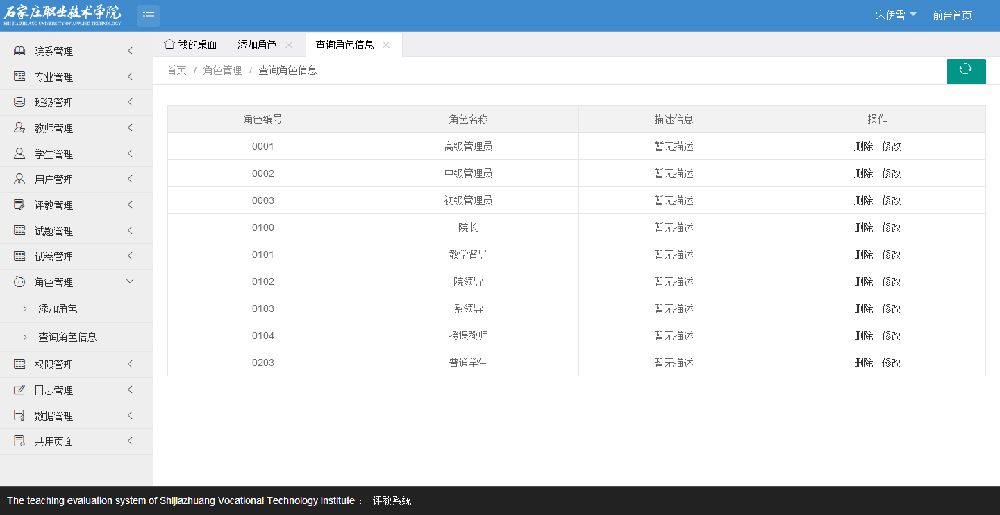 石家庄职业技术学院
SHI JIA ZHUANG UNIVERSITY OF APPLIED TECHNOLOGY
宋伊雪 前台首页
院系管理
专业管理
班级管理
教师管理
学生管理
用户管理
评教管理
试题管理
试卷管理
角色管理
添加角色
查询角色信息
权限管理
日志管理
数据管理
共用页面
我的桌面 添加角色 查询角色信息
首页 / 角色管理 / 查询角色信息
角色编号 角色名称 描述信息 操作
0001 高级管理员 暂无描述 删除 修改
0002 中级管理员 暂无描述 删除 修改
0003 初级管理员 暂无描述 删除 修改
0100 院长 暂无描述 删除 修改
0101 教学督导 暂无描述 删除 修改
0102 院领导 暂无描述 删除 修改
0103 系领导 暂无描述 删除 修改
0104 授课教师 暂无描述 删除 修改
0203 普通学生 暂无描述 删除 修改
The teaching evaluation system of Shijiazhuang Vocational Technology Institute： 评教系统